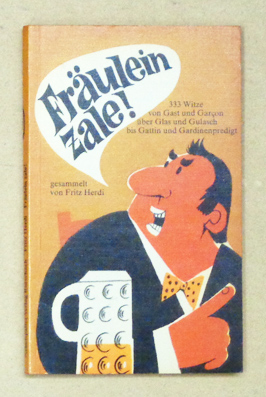 Fräulein
zale!
333 Witze
von Gast und Garçon
über Glas und Gulasch
bis Gattin und Gardinenpredigt
gesammelt
von Fritz Herdi